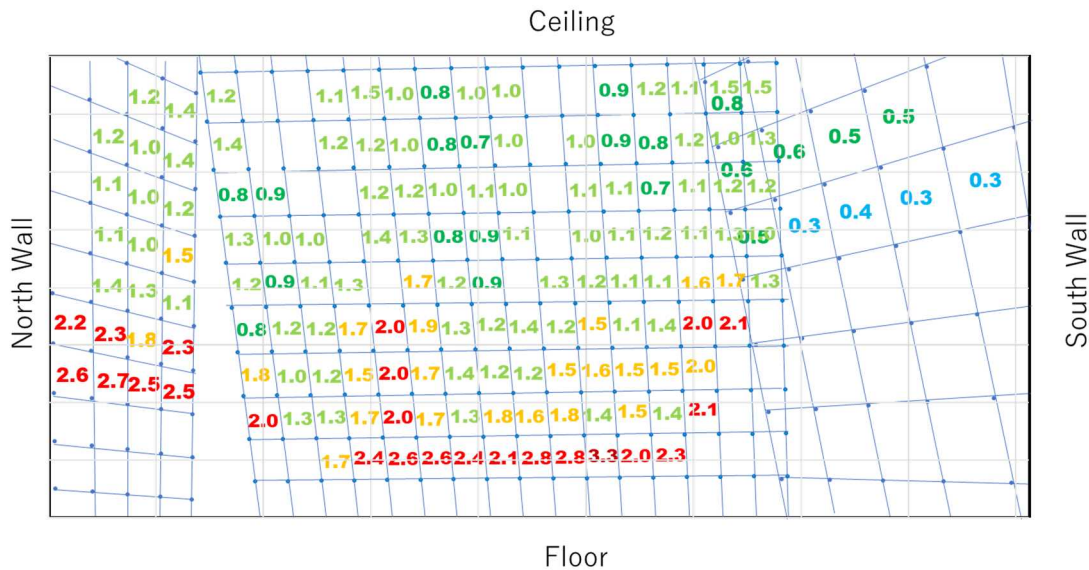 Ceiling
1.2 1.4 1.2 1.1 1.5 1.0 0.8 1.0 1.0 0.9 1.2 1.1 1.5 1.5
0.8 0.5
1.2 1.0 1.4 1.4 1.2 1.2 1.0 0.8 0.7 1.0 1.0 0.9 0.8 1.2 1.0 1.3 0.6 0.5
1.1 1.0 1.2 0.8 0.9 1.2 1.2 1.0 1.1 1.0 1.1 1.1 0.7 1.1 1.2 1.2 0.3 0.4 0.3 0.3
1.1 1.0 1.5 1.3 1.0 1.0 1.4 1.3 0.8 0.9 1.1 1.0 1.1 1.2 1.1 0.5
1.4 1.3 1.1 1.2 0.9 1.1 1.3 1.7 1.2 0.9 1.3 1.2 1.1 1.1 1.6 1.7 1.3
2.2 2.3 1.8 2.3 0.8 1.2 1.2 1.7 2.0 1.9 1.3 1.2 1.4 1.2 1.5 1.1 1.4 2.0 2.1
2.6 2.7 2.5 2.5 1.8 1.0 1.2 1.5 2.0 1.7 1.4 1.2 1.2 1.5 1.6 1.5 1.5 2.0
2.0 1.3 1.3 1.7 2.0 1.7 1.3 1.8 1.6 1.8 1.4 1.5 1.4 2.1
1.7 2.4 2.6 2.6 2.4 2.1 2.8 2.8 3.3 2.0 2.3
North Wall
South Wall
Floor